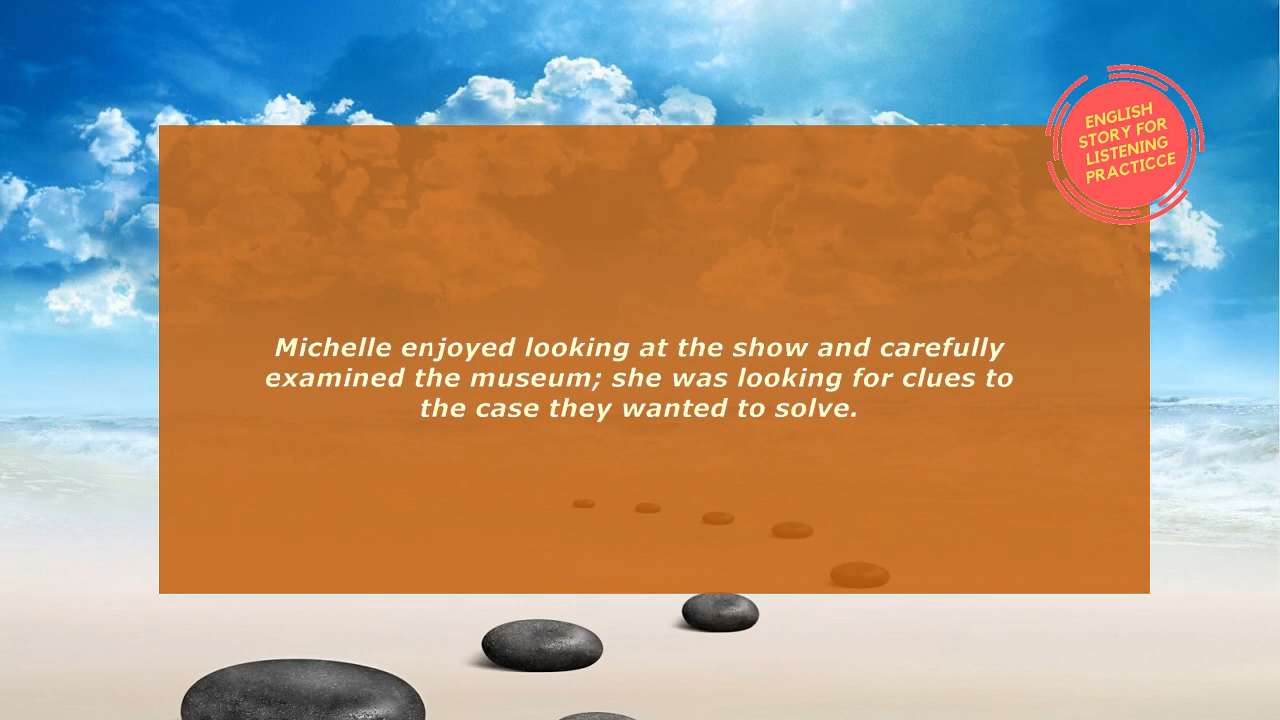 ENGLISH
STORY FOR
LISTENING
PRACTICCE
Michelle enjoyed looking at the show and carefully
examined the museum; she was looking for clues to
the case they wanted to solve.